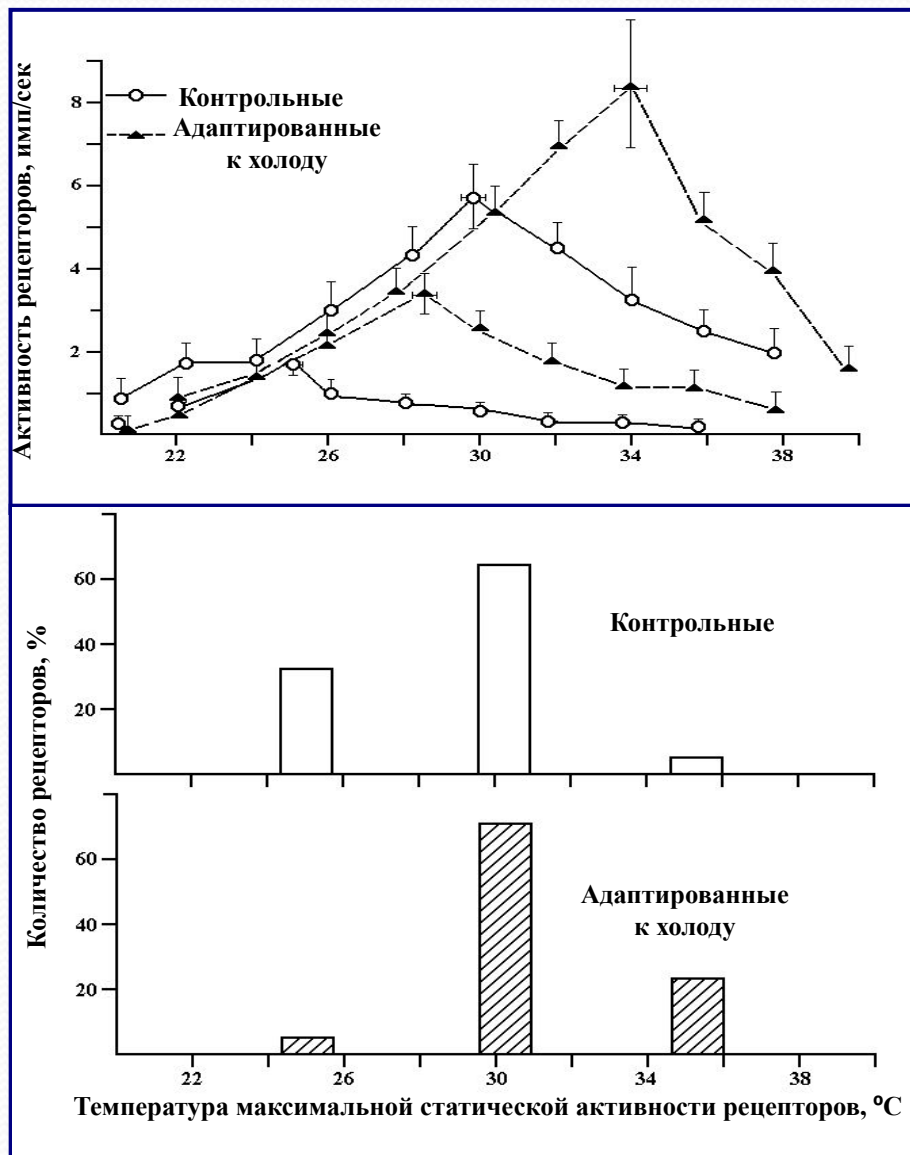 Активность рецепторов, имп/сек
8
6
4
2
Контрольные
Адаптированные
к холоду
22 26 30 34 38
Количество рецепторов, %
60
40
20
Контрольные
60
40
20
Адаптированные
к холоду
22 26 30 34 38
Температура максимальной статической активности рецепторов, ⁰С